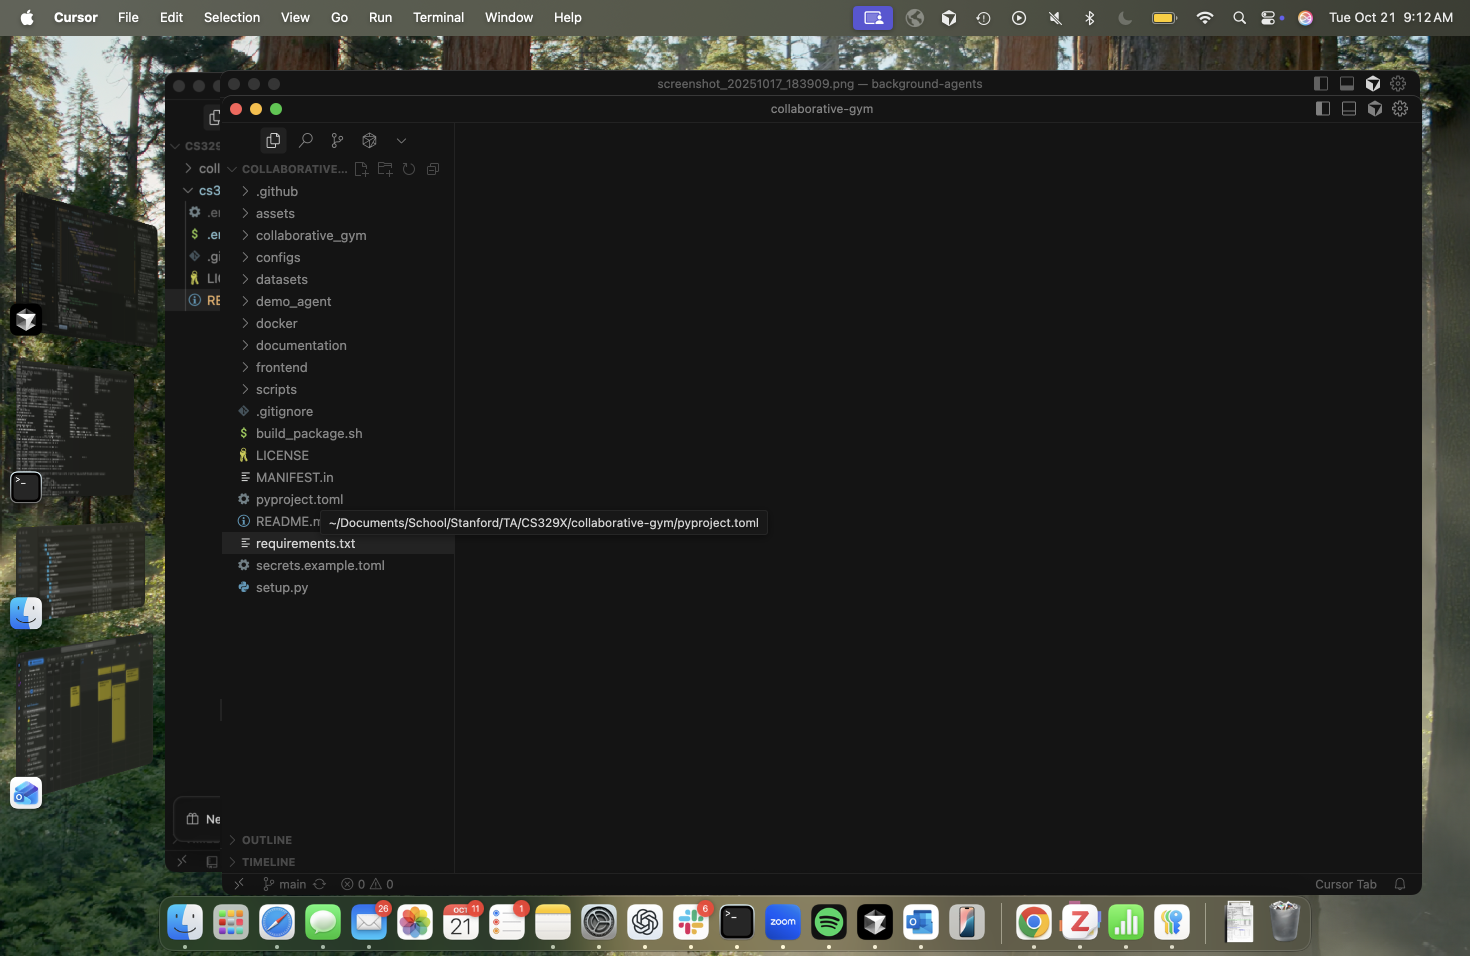 Cursor File Edit Selection View Go Run Terminal Window Help Tue Oct 21 9:12 AM
screenshot_20251017_183909.png — background-agents
collaborative-gym
CS329
COLLABORATIVE...
coll
cs3
.github
assets
.er
collaborative_gym
.er
configs
.gi
datasets
LIC
demo_agent
RE
docker
documentation
frontend
scripts
.gitignore
$ build_package.sh
LICENSE
MANIFEST.in
pyproject.toml
README.m
~/Documents/School/Stanford/TA/CS329X/collaborative-gym/pyproject.toml
requirements.txt
secrets.example.toml
setup.py
Ne
OUTLINE
TIMELINE
main 0 0 Cursor Tab
26
OCT 11
21
1
6
zoom